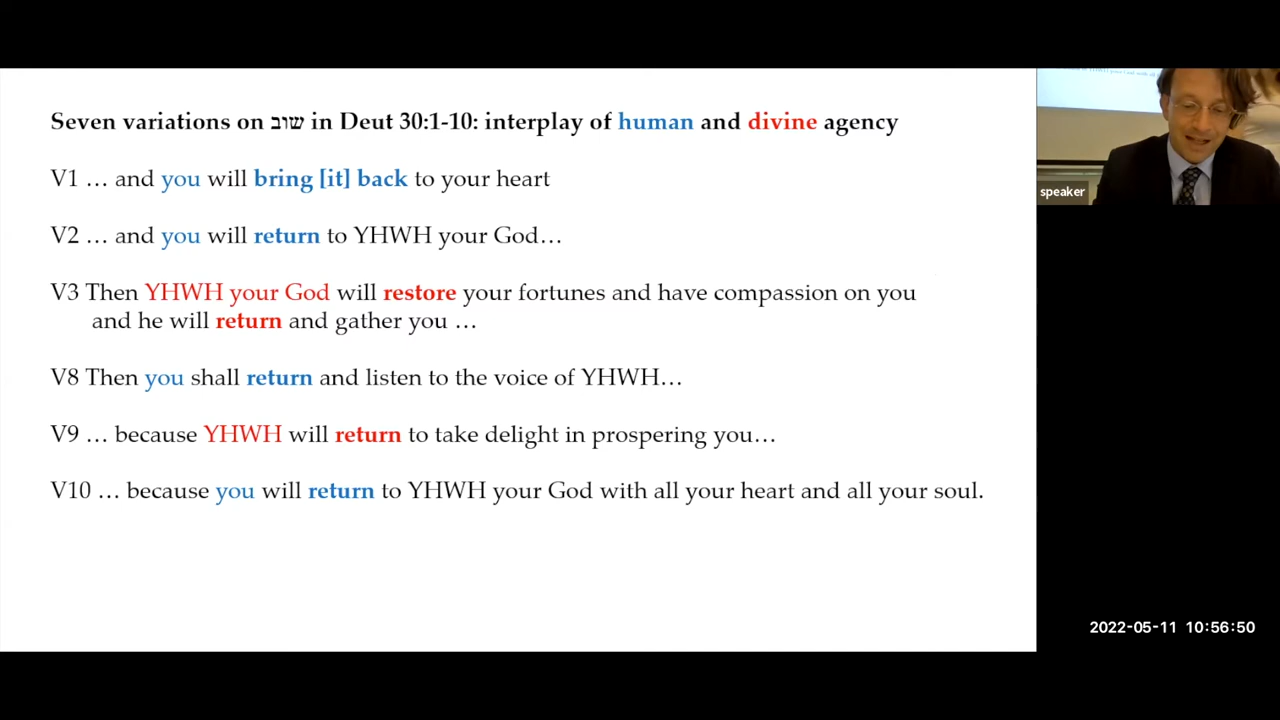 Seven variations on שוב in Deut 30:1-10: interplay of human and divine agency
V1 … and you will bring [it] back to your heart
V2 … and you will return to YHWH your God…
V3 Then YHWH your God will restore your fortunes and have compassion on you
and he will return and gather you …
V8 Then you shall return and listen to the voice of YHWH…
V9 … because YHWH will return to take delight in prospering you…
V10 … because you will return to YHWH your God with all your heart and all your soul.
speaker
2022-05-11 10:56:50